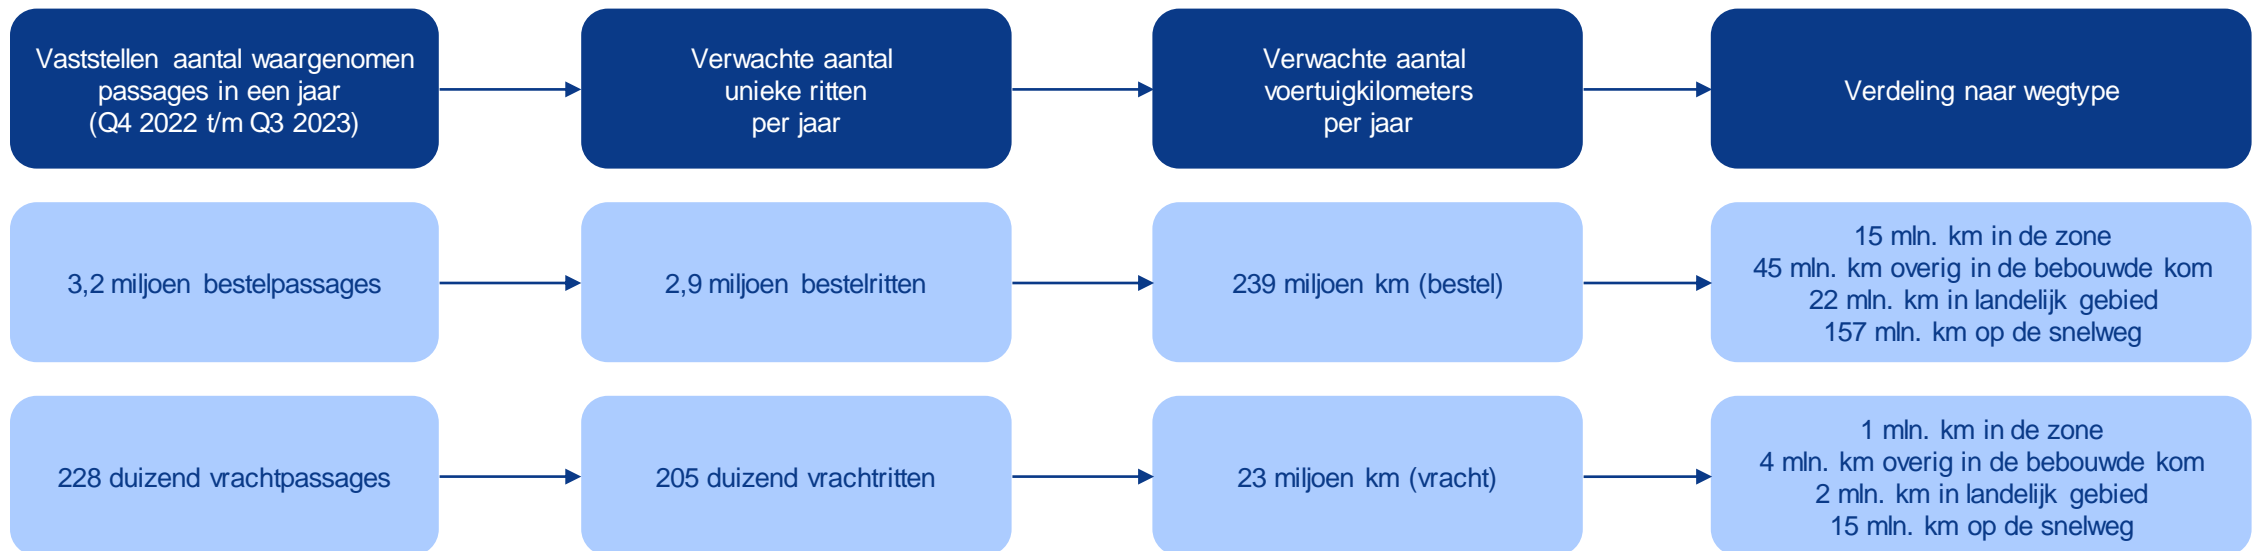 Vaststellen aantal waargenomen
passages in een jaar
(Q4 2022 t/m Q3 2023)
Verwachte aantal
unieke ritten
per jaar
Verwachte aantal
voertuigkilometers
per jaar
Verdeling naar wegtype
3,2 miljoen bestelpassages
2,9 miljoen bestelritten
239 miljoen km (bestel)
15 mln. km in de zone
45 mln. km overig in de bebouwde kom
22 mln. km in landelijk gebied
157 mln. km op de snelweg
228 duizend vrachtpassages
205 duizend vrachtritten
23 miljoen km (vracht)
1 mln. km in de zone
4 mln. km overig in de bebouwde kom
2 mln. km in landelijk gebied
15 mln. km op de snelweg